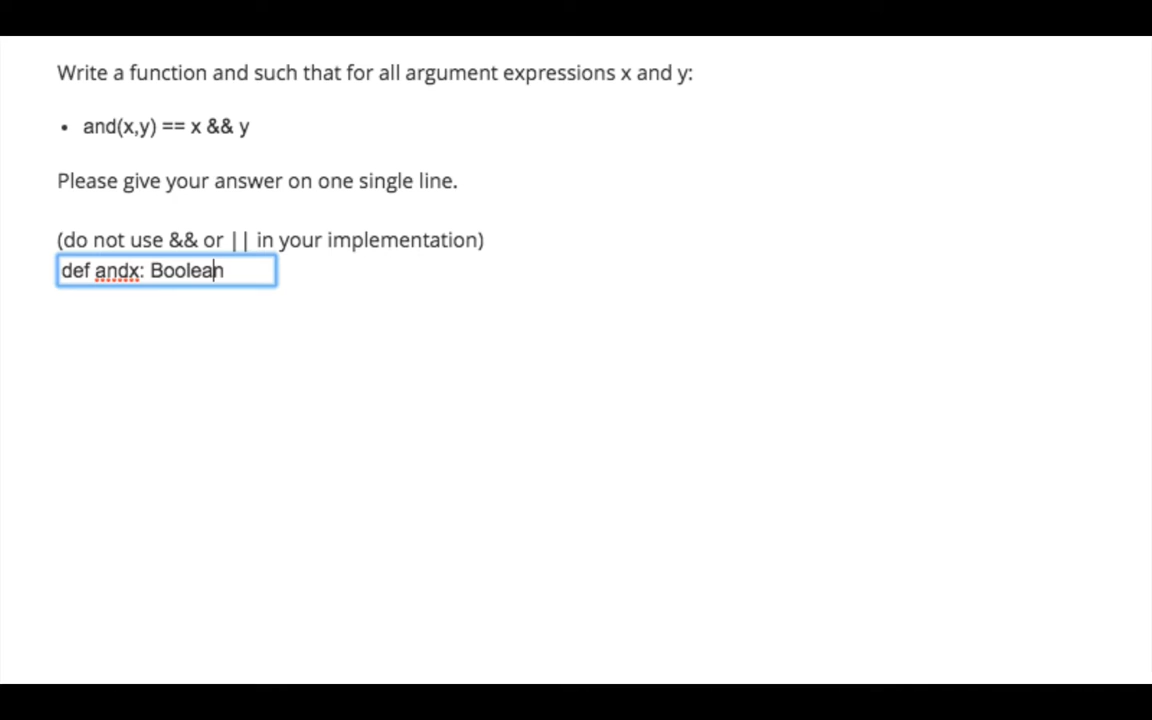 Write a function and such that for all argument expressions x and y:
• and(x,y) == x && y
Please give your answer on one single line.
(do not use && or || in your implementation)
def andx: Boolean